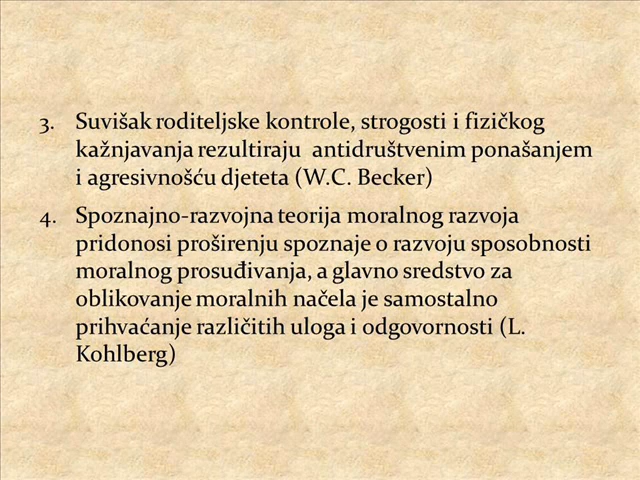 3. Suvišak roditeljske kontrole, strogosti i fizičkog
kažnjavanja rezultiraju  antidruštvenim ponašanjem
i agresivnošću djeteta (W.C. Becker)
4. Spoznajno-razvojna teorija moralnog razvoja
pridonosi proširenju spoznaje o razvoju sposobnosti
moralnog prosuđivanja, a glavno sredstvo za
oblikovanje moralnih načela je samostalno
prihvaćanje različitih uloga i odgovornosti (L.
Kohlberg)